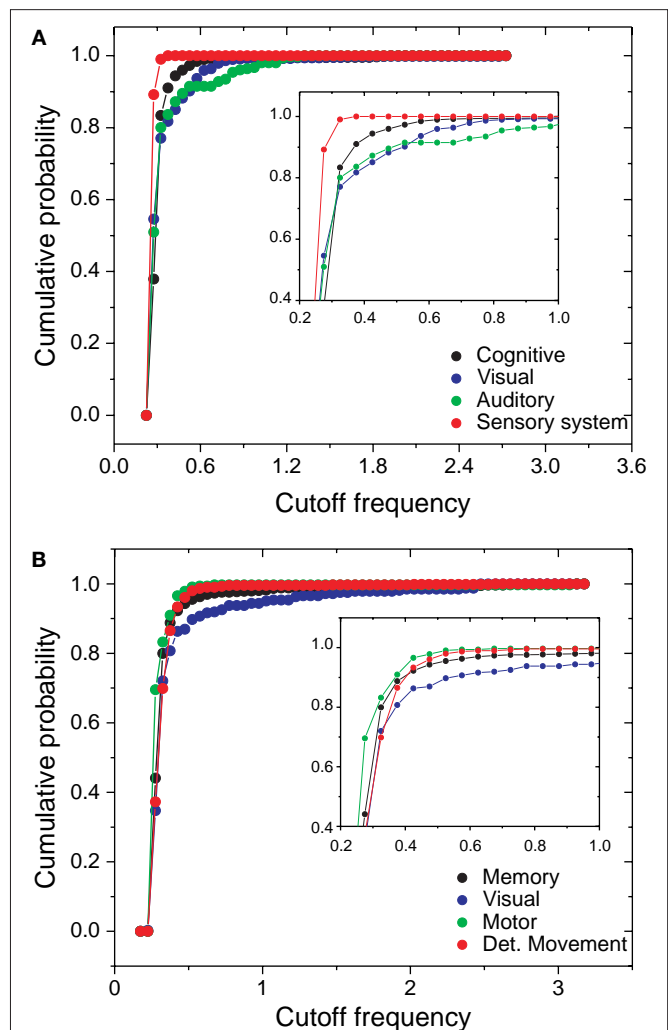 A
1.0
0.8
0.6
0.4
0.2
0.0
Cumulative probability
1.0
0.8
0.6
0.4
0.2 0.4 0.6 0.8 1.0
Cognitive
Visual
Auditory
Sensory system
0.0 0.6 1.2 1.8 2.4 3.0 3.6
Cutoff frequency
B
1.0
0.8
0.6
0.4
0.2
0.0
Cumulative probability
1.0
0.8
0.6
0.4
0.2 0.4 0.6 0.8 1.0
Memory
Visual
Motor
Det. Movement
0 1 2 3
Cutoff frequency